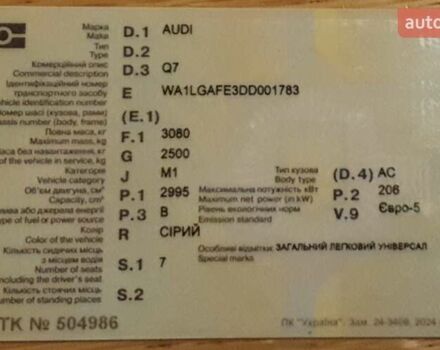 auto
Марка
Make
D.1 AUDI
Тип
Type
D.2
Комерційний опис
Commercial description
D.3 Q7
Ідентифікаційний номер
транспортного засобу
Vehicle identification number
E WA1LGAFE3DD001783
Номер шасі (кузова, рами)
chassis number (body, frame)
(E.1)
Повна маса, кг
Maximum mass, kg
F.1 3080
Маса без навантаження, кг
of the vehicle in service, kg
G 2500
Категорія
Vehicle category
J M1
Тип кузова
Body type
(D.4) AC
Об'єм двигуна, см³
Capacity, cm³
P.1 2995
Максимальна потужність кВт
Maximum net power (in kW)
P.2 206
або джерела енергії
Type of fuel or power source
P.3 B
Рівень екологічних норм
Emission standard
V.9 Євро-5
Колір
Color of the vehicle
R СІРИЙ
Кількість сидячих місць
з місцем водія
Number of seats
including the driver's seat
S.1 7
Особливі відмітки: ЗАГАЛЬНИЙ ЛЕГКОВИЙ УНІВЕРСАЛ
Special marks
Кількість стоячих місць
Number of standing places
S.2
ТК № 504986
ПК "Україна". Зам. 2024